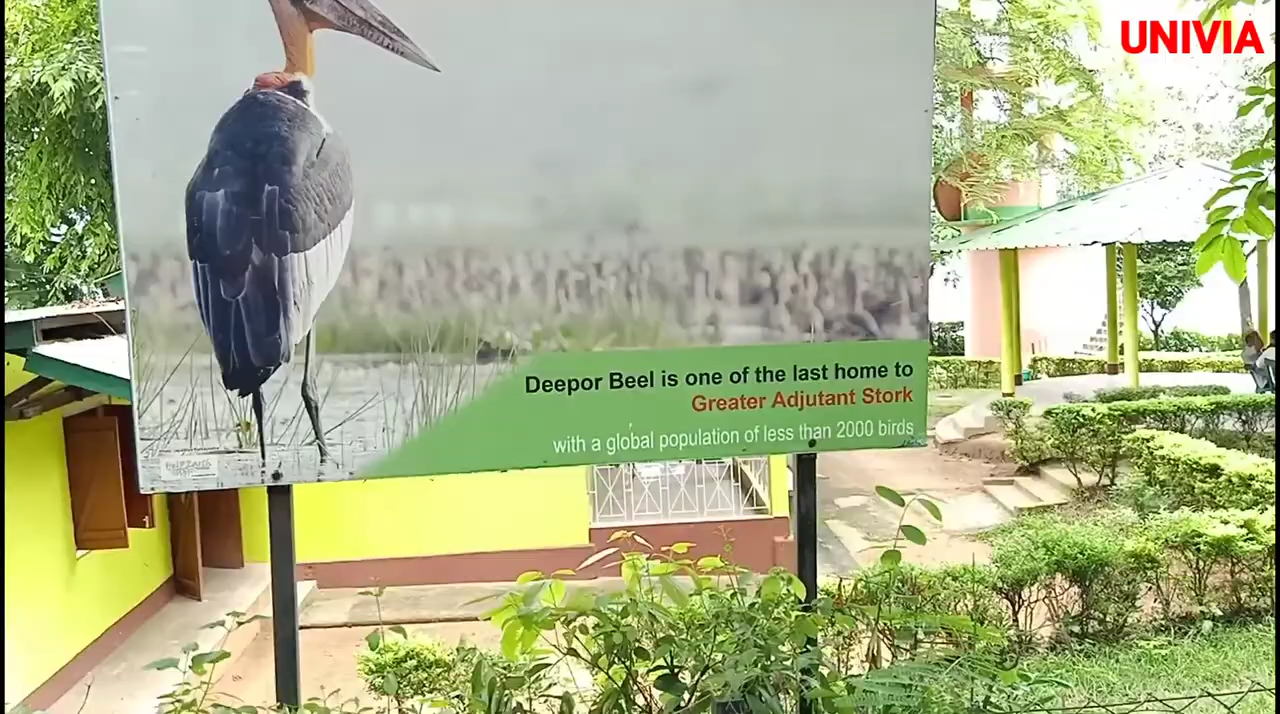 UNIVIA
Deepor Beel is one of the last home to
Greater Adjutant Stork
with a global population of less than 2000 birds